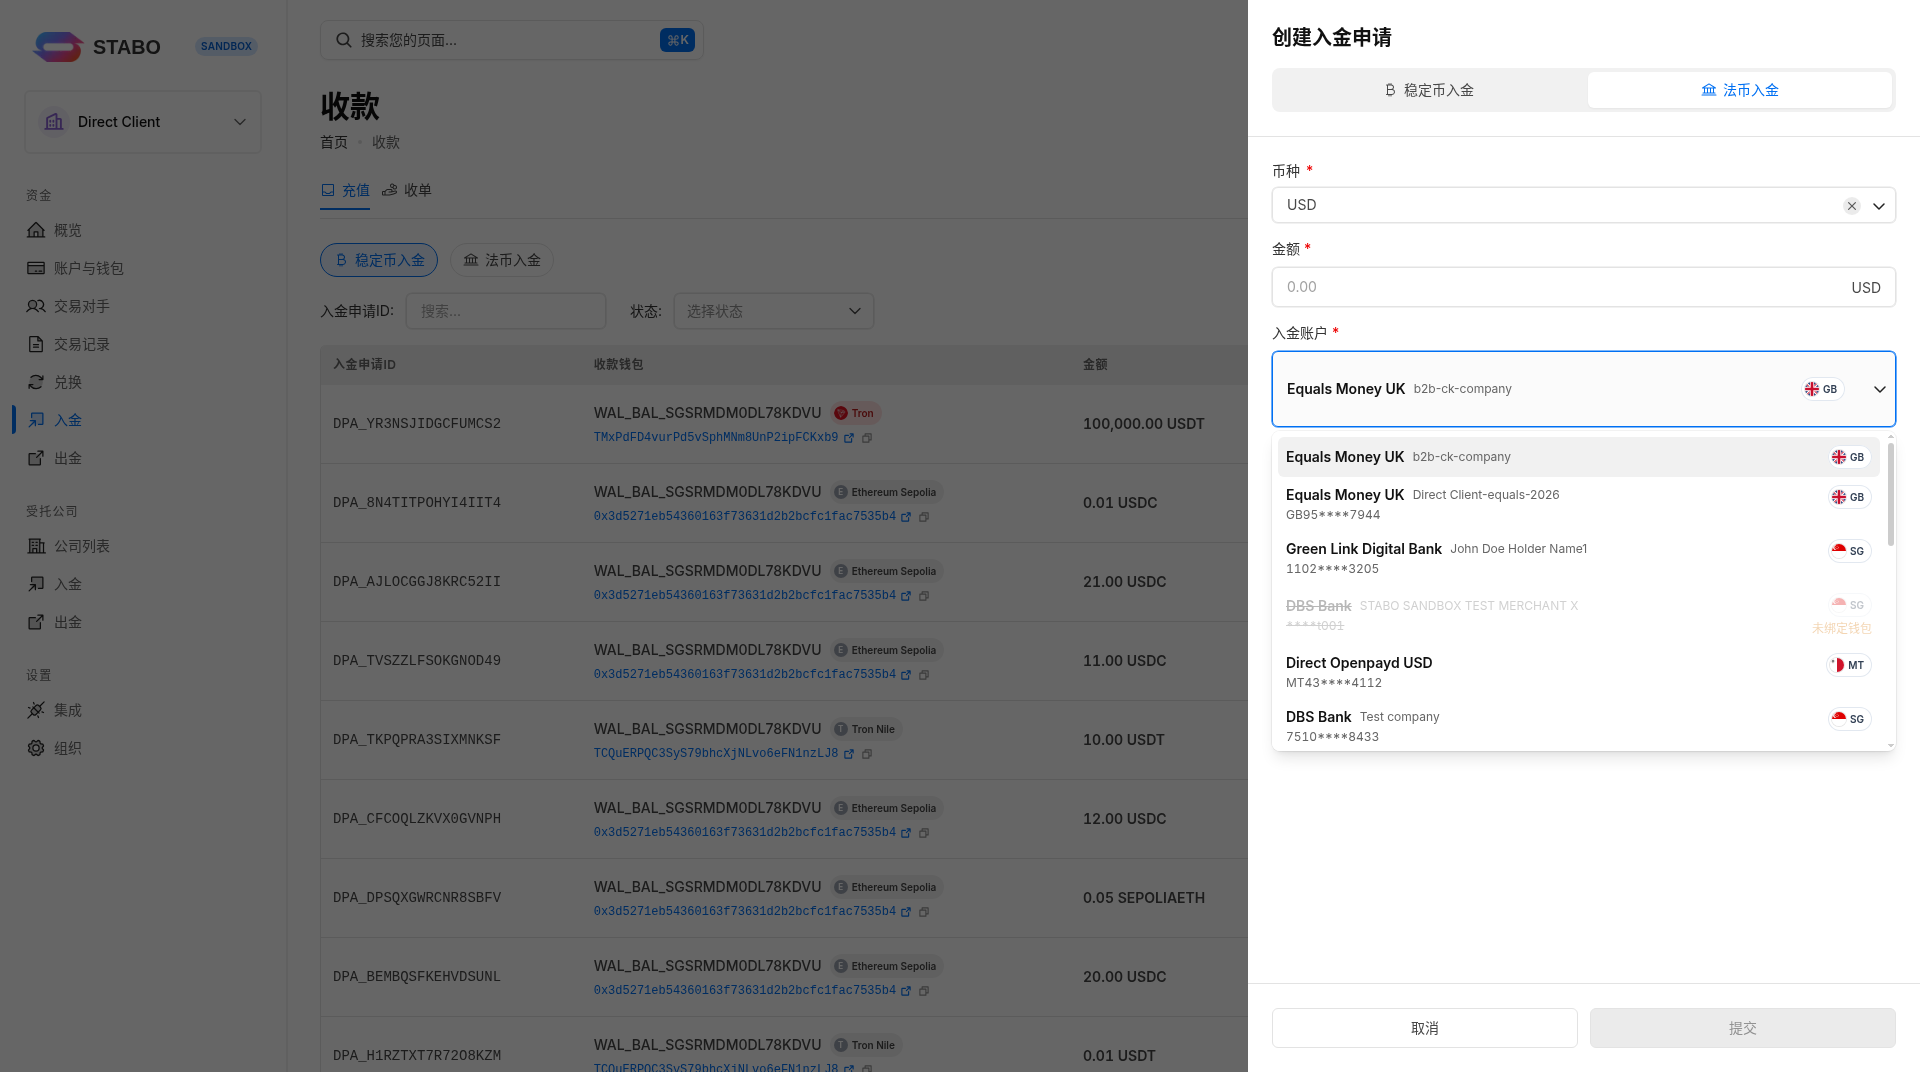 STABO
SANDBOX
Direct Client
资金
概览
账户与钱包
交易对手
交易记录
兑换
入金
出金
受托公司
公司列表
入金
出金
设置
集成
组织
搜索您的页面...
⌘K
收款
首页 • 收款
充值 收单
稳定币入金 法币入金
入金申请ID: 搜索... 状态: 选择状态
入金申请ID 收款钱包 金额
DPA_YR3NSJIDGCFUMCS2 WAL_BAL_SGSRMDM0DL78KDVU Tron 100,000.00 USDT
TMxPdFD4vurPd5vSphMNm8UnP2ipFCKxb9
DPA_8N4TITPOHYI4IIT4 WAL_BAL_SGSRMDM0DL78KDVU E Ethereum Sepolia 0.01 USDC
0x3d5271eb54360163f73631d2b2bcfc1fac7535b4
DPA_AJLOCGGJ8KRC52II WAL_BAL_SGSRMDM0DL78KDVU E Ethereum Sepolia 21.00 USDC
0x3d5271eb54360163f73631d2b2bcfc1fac7535b4
DPA_TVSZZLFSOKGNOD49 WAL_BAL_SGSRMDM0DL78KDVU E Ethereum Sepolia 11.00 USDC
0x3d5271eb54360163f73631d2b2bcfc1fac7535b4
DPA_TKPQPRA3SIXMNKSF WAL_BAL_SGSRMDM0DL78KDVU T Tron Nile 10.00 USDT
TCQuERPQC3SyS79bhcXjNLvo6eFN1nzLJ8
DPA_CFCOQLZKVX0GVNPH WAL_BAL_SGSRMDM0DL78KDVU E Ethereum Sepolia 12.00 USDC
0x3d5271eb54360163f73631d2b2bcfc1fac7535b4
DPA_DPSQXGWRCNR8SBFV WAL_BAL_SGSRMDM0DL78KDVU E Ethereum Sepolia 0.05 SEPOLIAETH
0x3d5271eb54360163f73631d2b2bcfc1fac7535b4
DPA_BEMBQSFKEHVDSUNL WAL_BAL_SGSRMDM0DL78KDVU E Ethereum Sepolia 20.00 USDC
0x3d5271eb54360163f73631d2b2bcfc1fac7535b4
DPA_H1RZTXT7R72O8KZM WAL_BAL_SGSRMDM0DL78KDVU T Tron Nile 0.01 USDT
TCQuERPQC3SyS79bhcXjNLvo6eFN1nzLJ8
创建入金申请
稳定币入金 法币入金
币种 *
USD
金额 *
0.00 USD
入金账户 *
Equals Money UK b2b-ck-company GB
Equals Money UK b2b-ck-company GB
Equals Money UK Direct Client-equals-2026 GB
GB95****7944
Green Link Digital Bank John Doe Holder Name1 SG
1102****3205
DBS Bank STABO SANDBOX TEST MERCHANT X SG
****t001 未绑定钱包
Direct Openpayd USD MT
MT43****4112
DBS Bank Test company SG
7510****8433
取消 提交